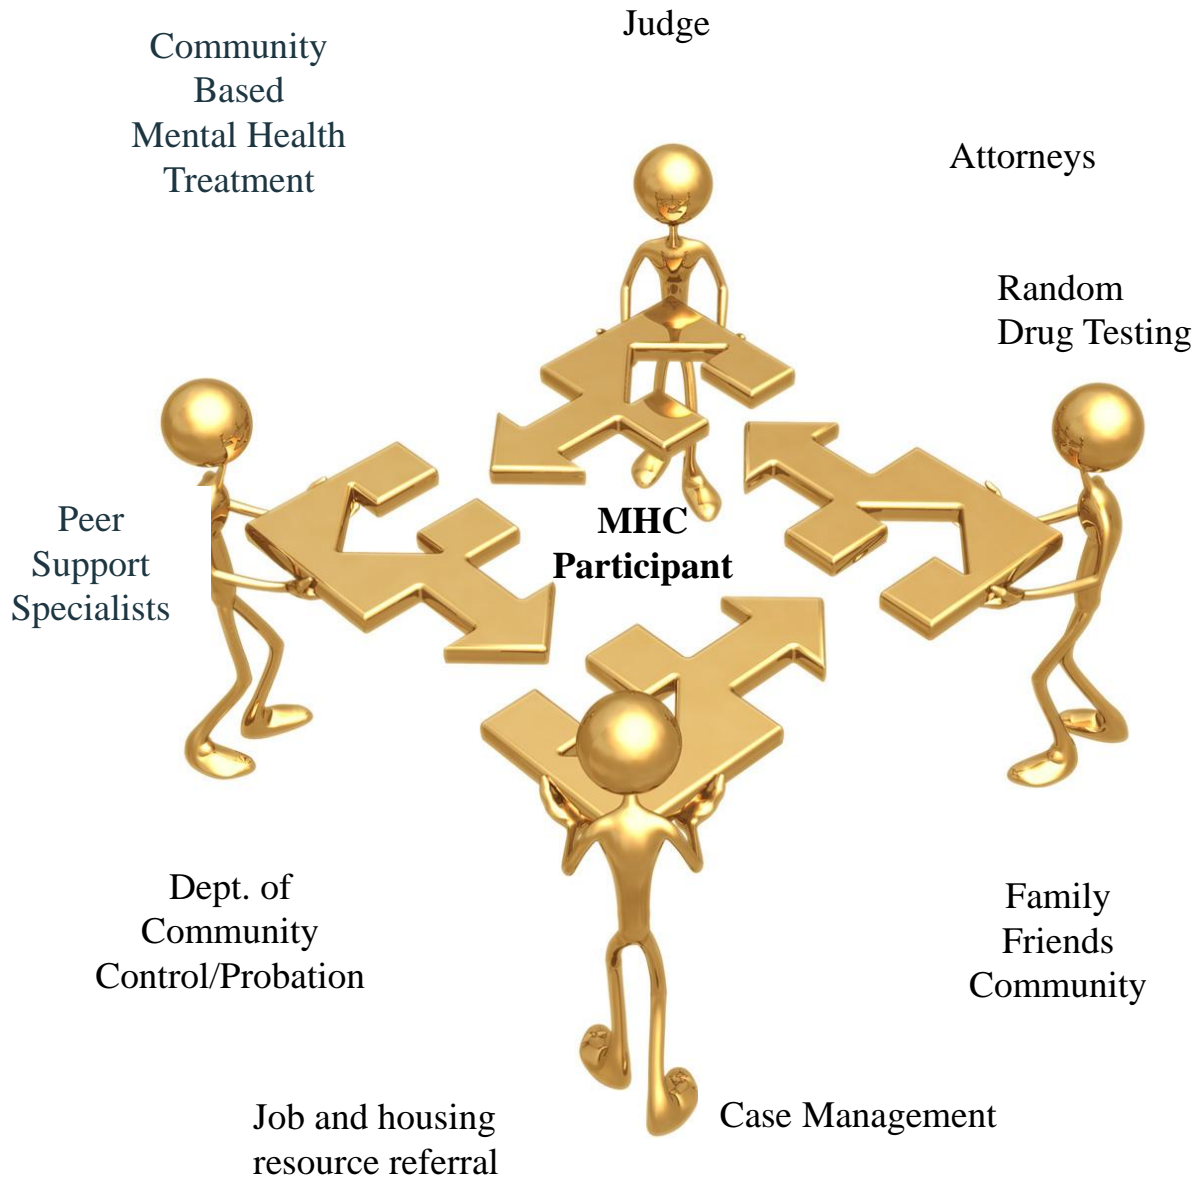 Judge
Community
Based
Mental Health
Treatment
Attorneys
Random
Drug Testing
Peer
Support
Specialists
MHC
Participant
Dept. of
Community
Control/Probation
Family
Friends
Community
Job and housing
resource referral
Case Management